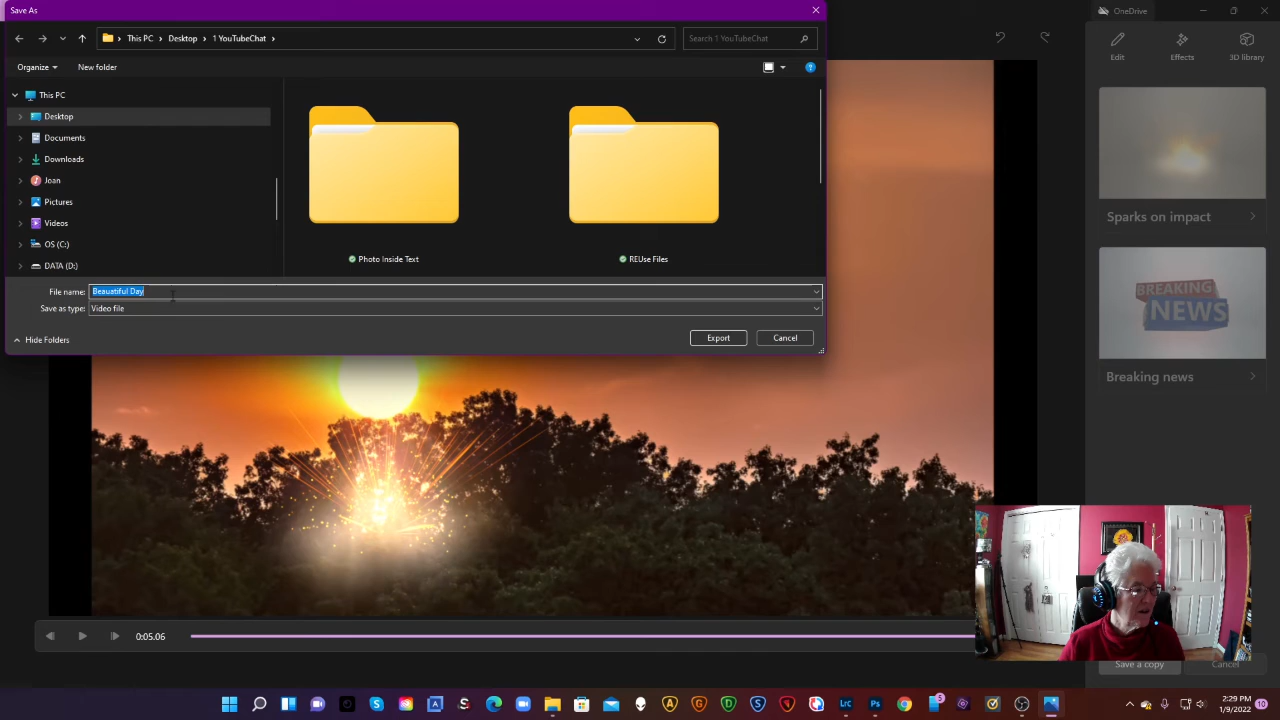 Save As
OneDrive
This PC
Desktop
1 YouTubeChat
Search 1 YouTubeChat
Organize
New folder
Edit
Effects
3D library
This PC
Desktop
Documents
Downloads
Joan
Pictures
Videos
OS (C:)
DATA (D:)
Photo Inside Text
REUse Files
Sparks on impact
BREAKING
NEWS
Breaking news
File name:
Beauatiful Day
Save as type:
Video file
Hide Folders
Export
Cancel
0:05.06
Save a copy
Cancel
2:29 PM
1/9/2022